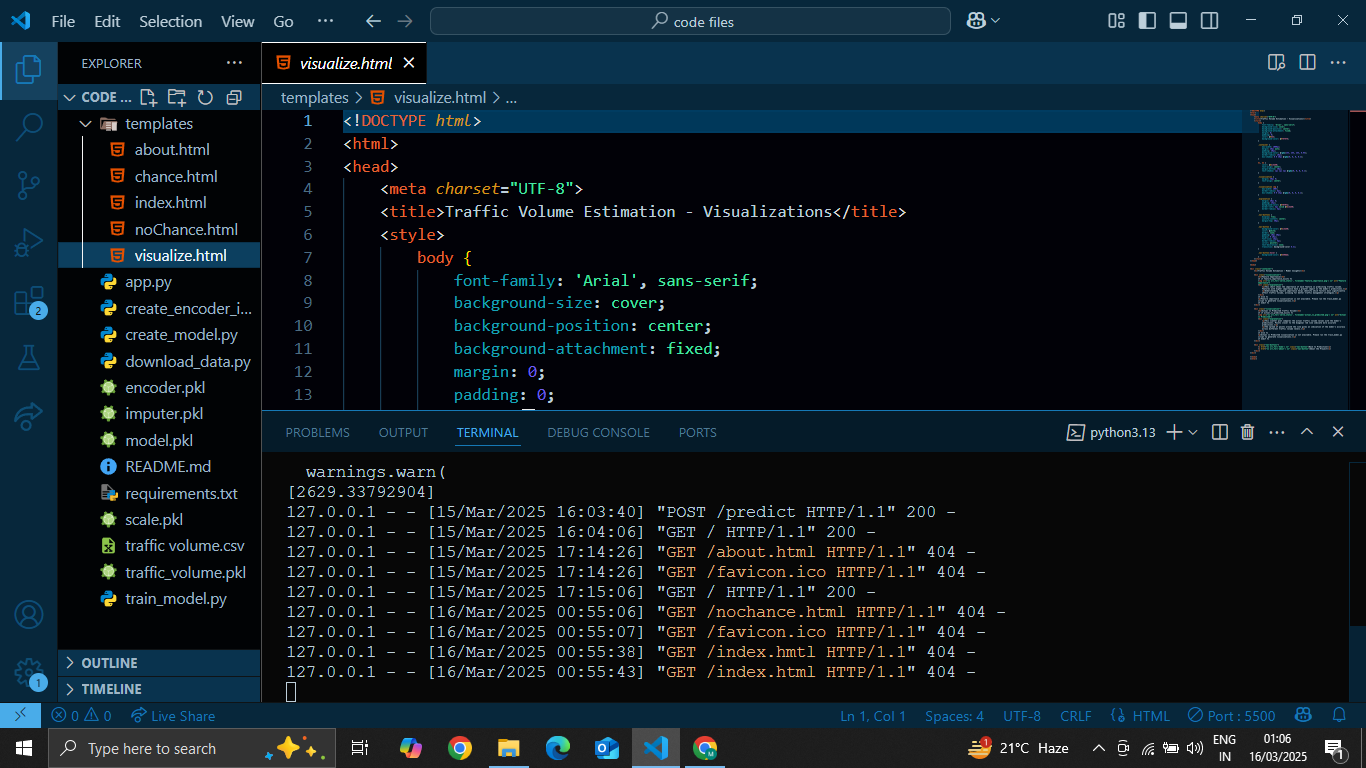 File Edit Selection View Go ··· code files
EXPLORER ··· visualize.html
CODE ... templates > visualize.html > ...
templates
about.html
chance.html
index.html
noChance.html
visualize.html
app.py
create_encoder_i...
create_model.py
download_data.py
encoder.pkl
imputer.pkl
model.pkl
README.md
requirements.txt
scale.pkl
traffic volume.csv
traffic_volume.pkl
train_model.py
OUTLINE
TIMELINE
2
1
1 <!DOCTYPE html>
2 <html>
3 <head>
4 <meta charset="UTF-8">
5 <title>Traffic Volume Estimation - Visualizations</title>
6 <style>
7 body {
8 font-family: 'Arial', sans-serif;
9 background-size: cover;
10 background-position: center;
11 background-attachment: fixed;
12 margin: 0;
13 padding: 0;
PROBLEMS OUTPUT TERMINAL DEBUG CONSOLE PORTS python3.13 ···
warnings.warn(
[2629.33792904]
127.0.0.1 - - [15/Mar/2025 16:03:40] "POST /predict HTTP/1.1" 200 -
127.0.0.1 - - [15/Mar/2025 16:04:06] "GET / HTTP/1.1" 200 -
127.0.0.1 - - [15/Mar/2025 17:14:26] "GET /about.html HTTP/1.1" 404 -
127.0.0.1 - - [15/Mar/2025 17:14:26] "GET /favicon.ico HTTP/1.1" 404 -
127.0.0.1 - - [15/Mar/2025 17:15:06] "GET / HTTP/1.1" 200 -
127.0.0.1 - - [16/Mar/2025 00:55:06] "GET /nochance.html HTTP/1.1" 404 -
127.0.0.1 - - [16/Mar/2025 00:55:07] "GET /favicon.ico HTTP/1.1" 404 -
127.0.0.1 - - [16/Mar/2025 00:55:38] "GET /index.hmtl HTTP/1.1" 404 -
127.0.0.1 - - [16/Mar/2025 00:55:43] "GET /index.html HTTP/1.1" 404 -
0 0 Live Share Ln 1, Col 1 Spaces: 4 UTF-8 CRLF {} HTML Port : 5500
Type here to search 1 21°C Haze ENG IN 01:06 16/03/2025 1